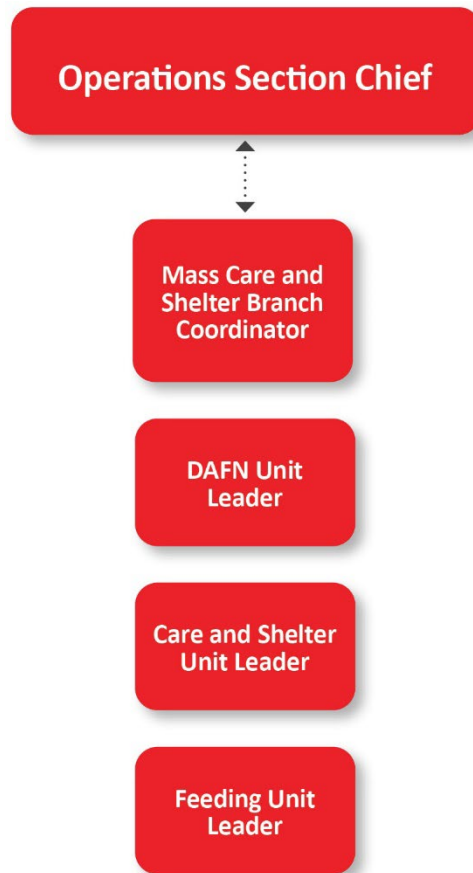 Operations Section Chief
Mass Care and
Shelter Branch
Coordinator
DAFN Unit
Leader
Care and Shelter
Unit Leader
Feeding Unit
Leader